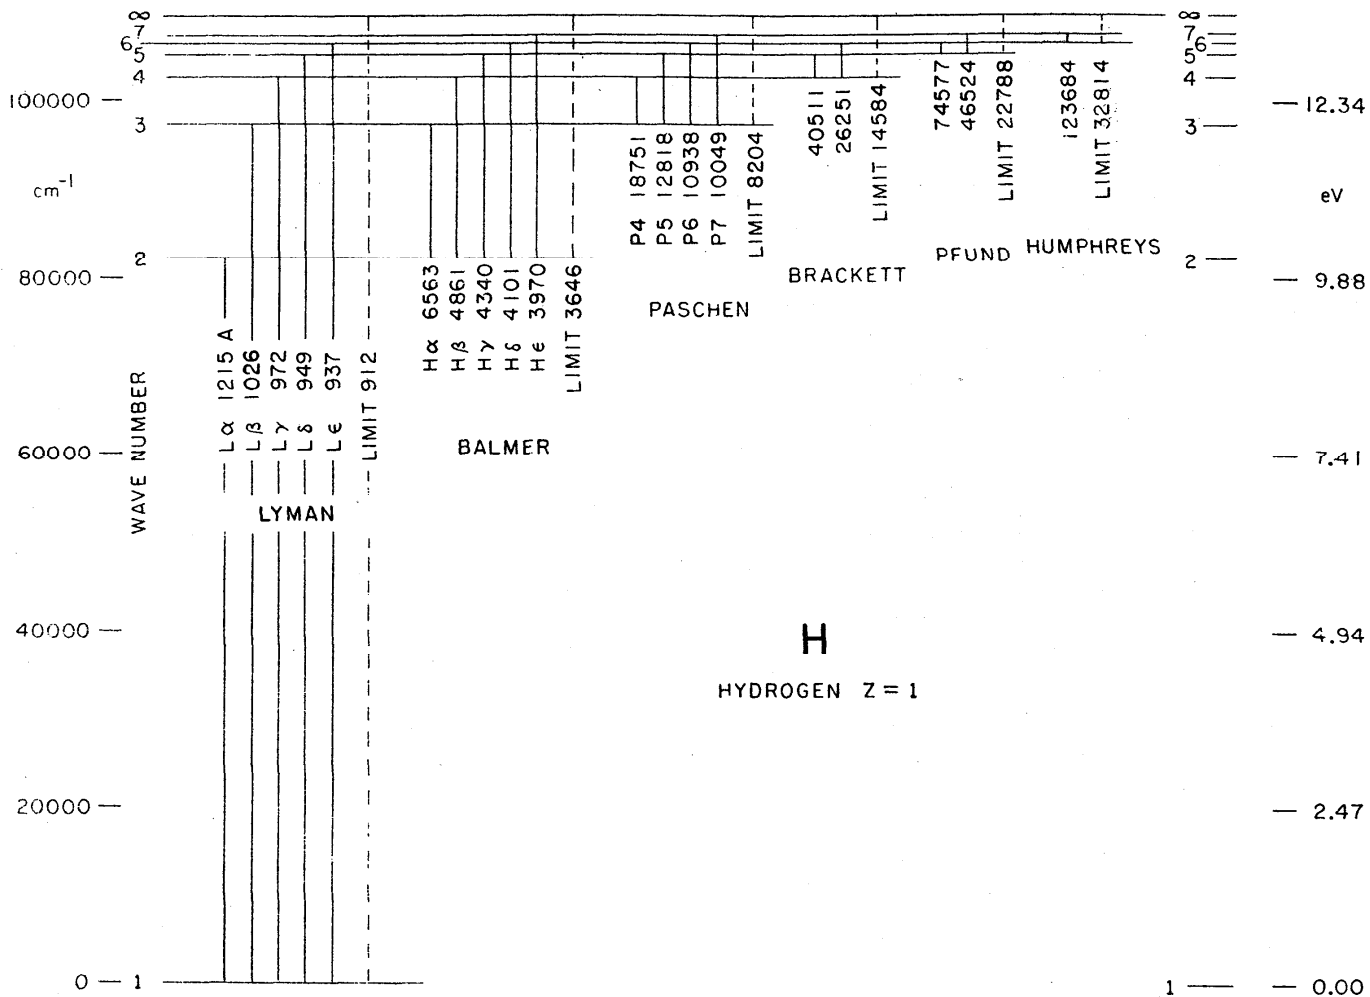 ∞
7
6
5
4
3
2
1
100000
80000
60000
40000
20000
0
cm⁻¹
WAVE NUMBER
Lα 1215 A
Lβ 1026
Lγ 972
Lδ 949
Lϵ 937
LIMIT 912
LYMAN
Hα 6563
Hβ 4861
Hγ 4340
Hδ 4101
Hϵ 3970
LIMIT 3646
BALMER
P4 18751
P5 12818
P6 10938
P7 10049
LIMIT 8204
PASCHEN
40511
26251
LIMIT 14584
BRACKETT
74577
46524
LIMIT 22788
PFUND
123684
LIMIT 32814
HUMPHREYS
H
HYDROGEN Z = 1
∞
7
6
5
4
3
2
1
12.34
eV
9.88
7.41
4.94
2.47
0.00